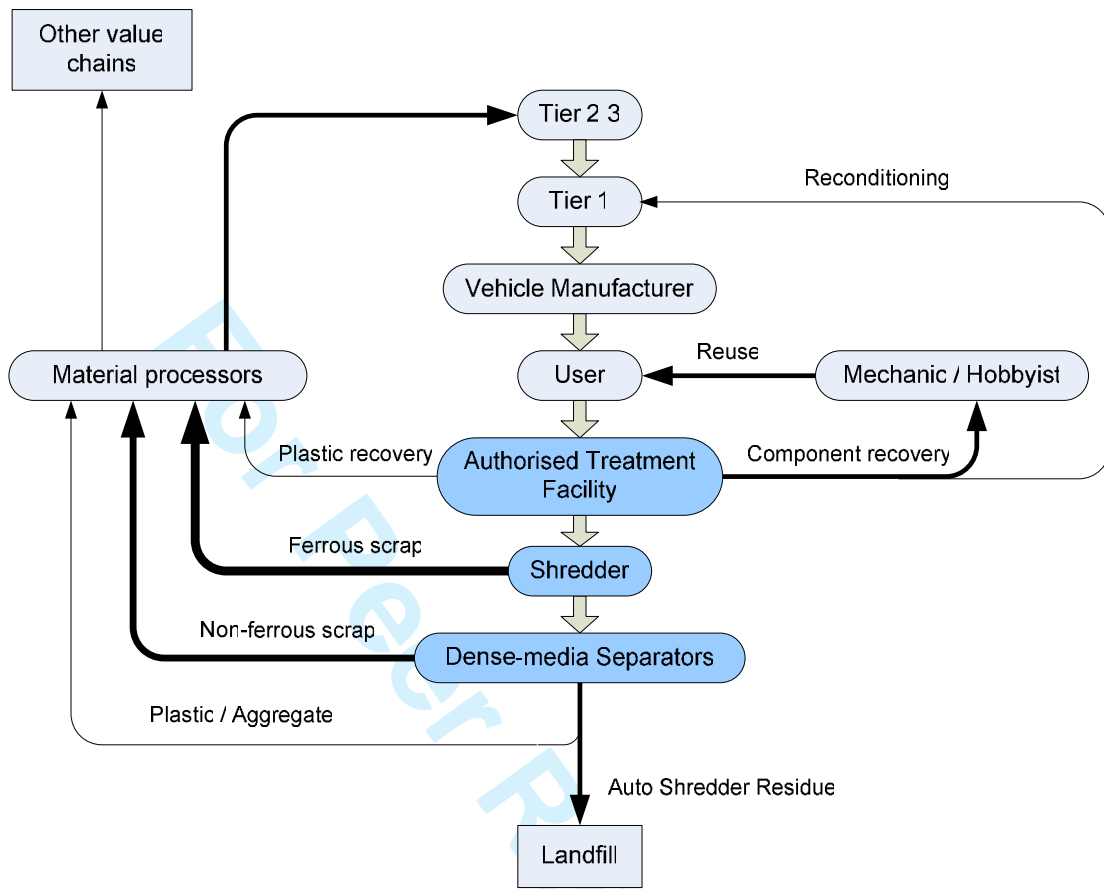 Other value
chains
Tier 2 3
Reconditioning
Tier 1
Vehicle Manufacturer
Reuse
Material processors
User
Mechanic / Hobbyist
Plastic recovery
Authorised Treatment
Facility
Component recovery
Ferrous scrap
Shredder
Non-ferrous scrap
Dense-media Separators
Plastic / Aggregate
Auto Shredder Residue
Landfill
For Peer R